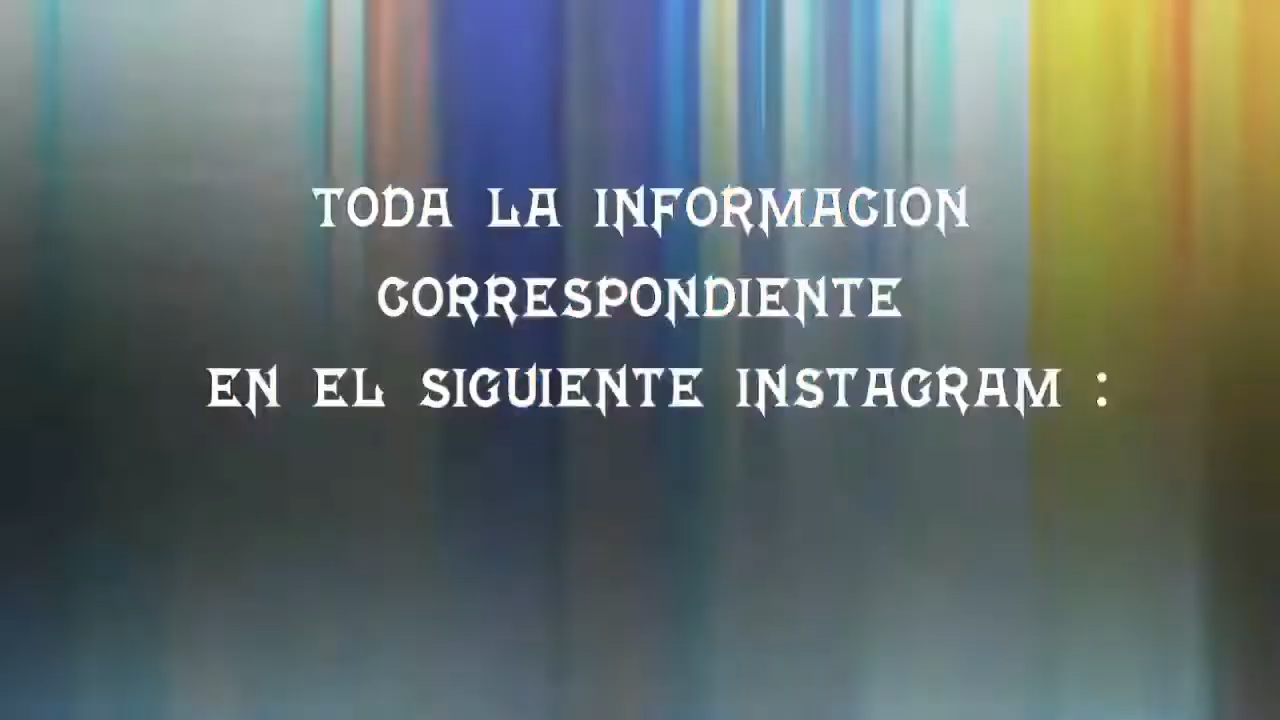 TODA LA INFORMACION
CORRESPONDIENTE
EN EL SIGUIENTE INSTAGRAM :